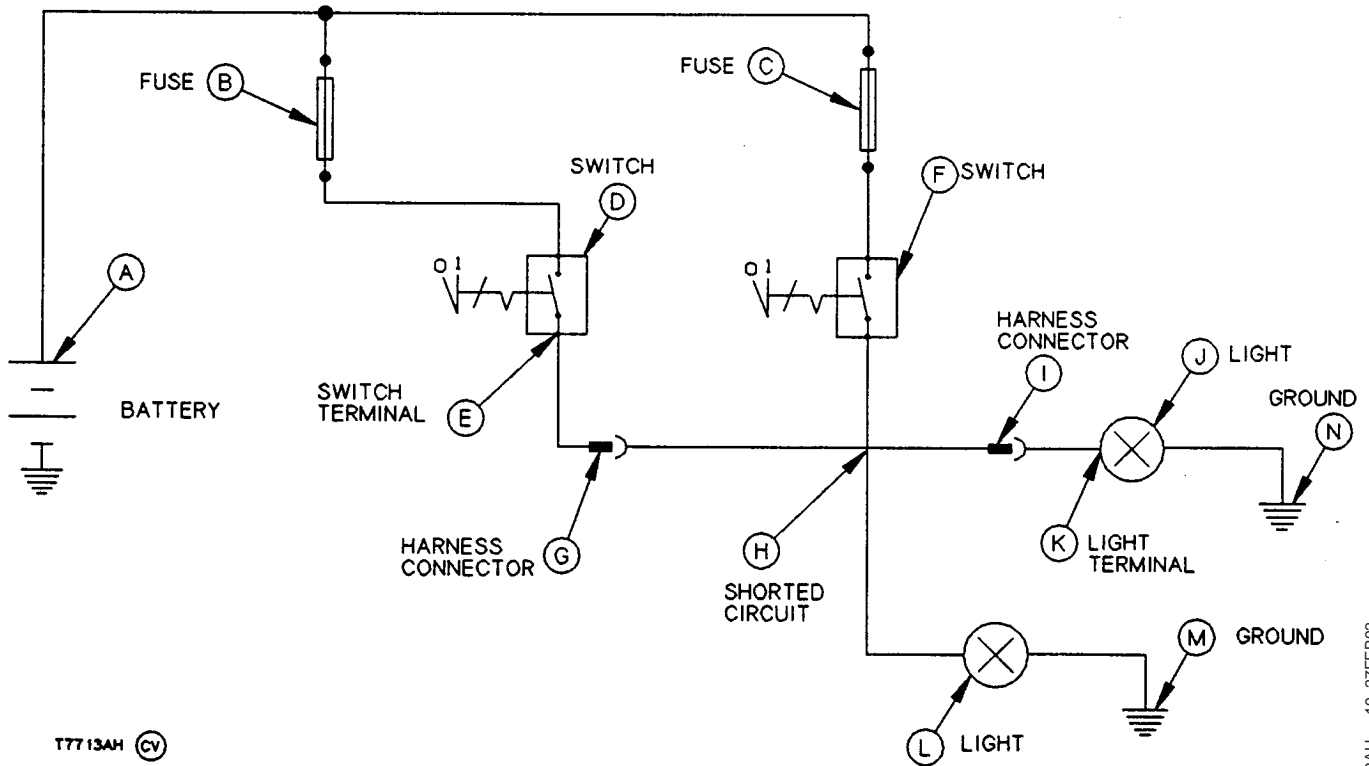 FUSE B
FUSE C
SWITCH
D
F SWITCH
A
0 1
0 1
HARNESS
CONNECTOR
I
J LIGHT
GROUND
N
BATTERY
SWITCH
TERMINAL E
HARNESS
CONNECTOR G
H
SHORTED
CIRCUIT
K LIGHT
TERMINAL
M GROUND
L LIGHT
T7713AH CV